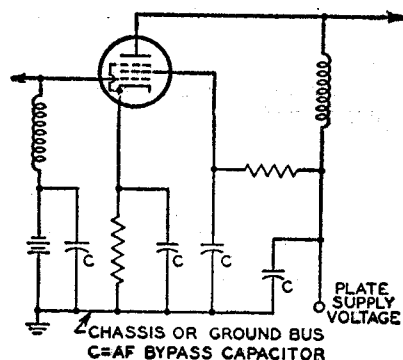 C
C
C
C
PLATE
SUPPLY
VOLTAGE
CHASSIS OR GROUND BUS
C=AF BYPASS CAPACITOR